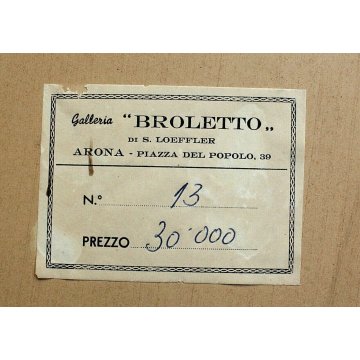 Galleria "BROLETTO„
DI S. LOEFFLER
ARONA - PIAZZA DEL POPOLO, 39
N.° 13
PREZZO 30.000